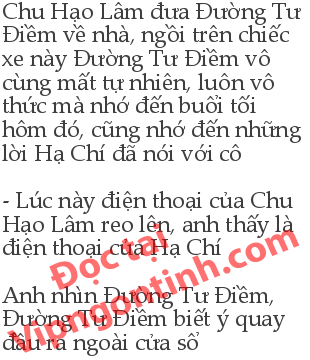 Chu Hạo Lâm đưa Đường Tư
Điềm về nhà, ngồi trên chiếc
xe này Đường Tư Điềm vô
cùng mất tự nhiên, luôn vô
thức mà nhớ đến buổi tối
hôm đó, cũng nhớ đến những
lời Hạ Chí đã nói với cô
- Lúc này điện thoại của Chu
Hạo Lâm reo lên, anh thấy là
điện thoại của Hạ Chí
Đọc tại
Vipngontinh.com
Anh nhìn Đường Tư Điềm,
Đường Tư Điềm biết ý quay
đầu ra ngoài cửa sổ